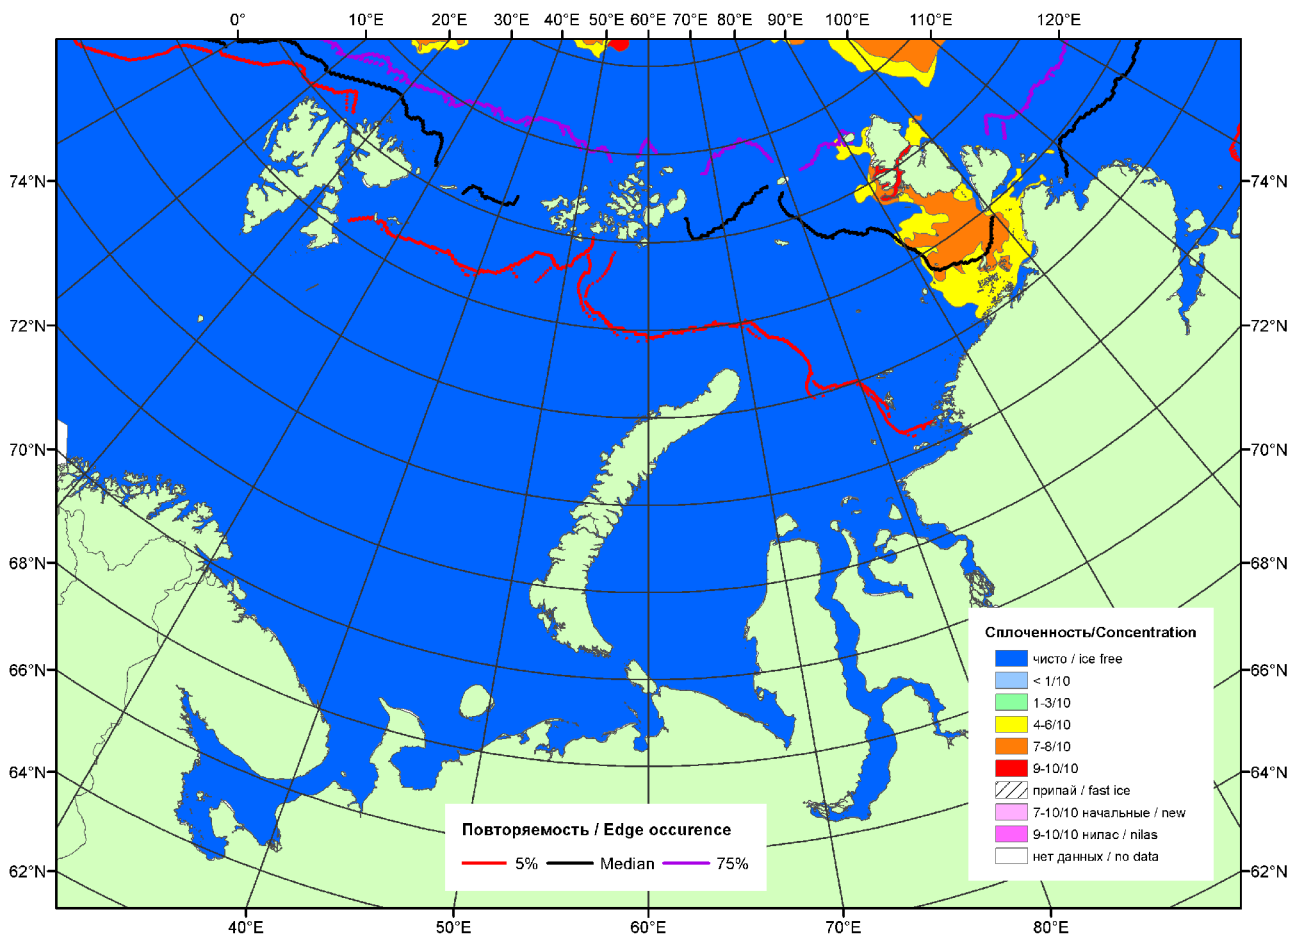 0° 10°E 20°E 30°E 40°E 50°E 60°E 70°E 80°E 90°E 100°E 110°E 120°E
74°N 74°N
72°N 72°N
70°N 70°N
68°N 68°N
66°N 66°N
64°N 64°N
62°N 62°N
Сплоченность/Concentration
чисто / ice free
< 1/10
1-3/10
4-6/10
7-8/10
9-10/10
припай / fast ice
7-10/10 начальные / new
9-10/10 нилас / nilas
нет данных / no data
Повторяемость / Edge occurence
5% Median 75%
40°E 50°E 60°E 70°E 80°E